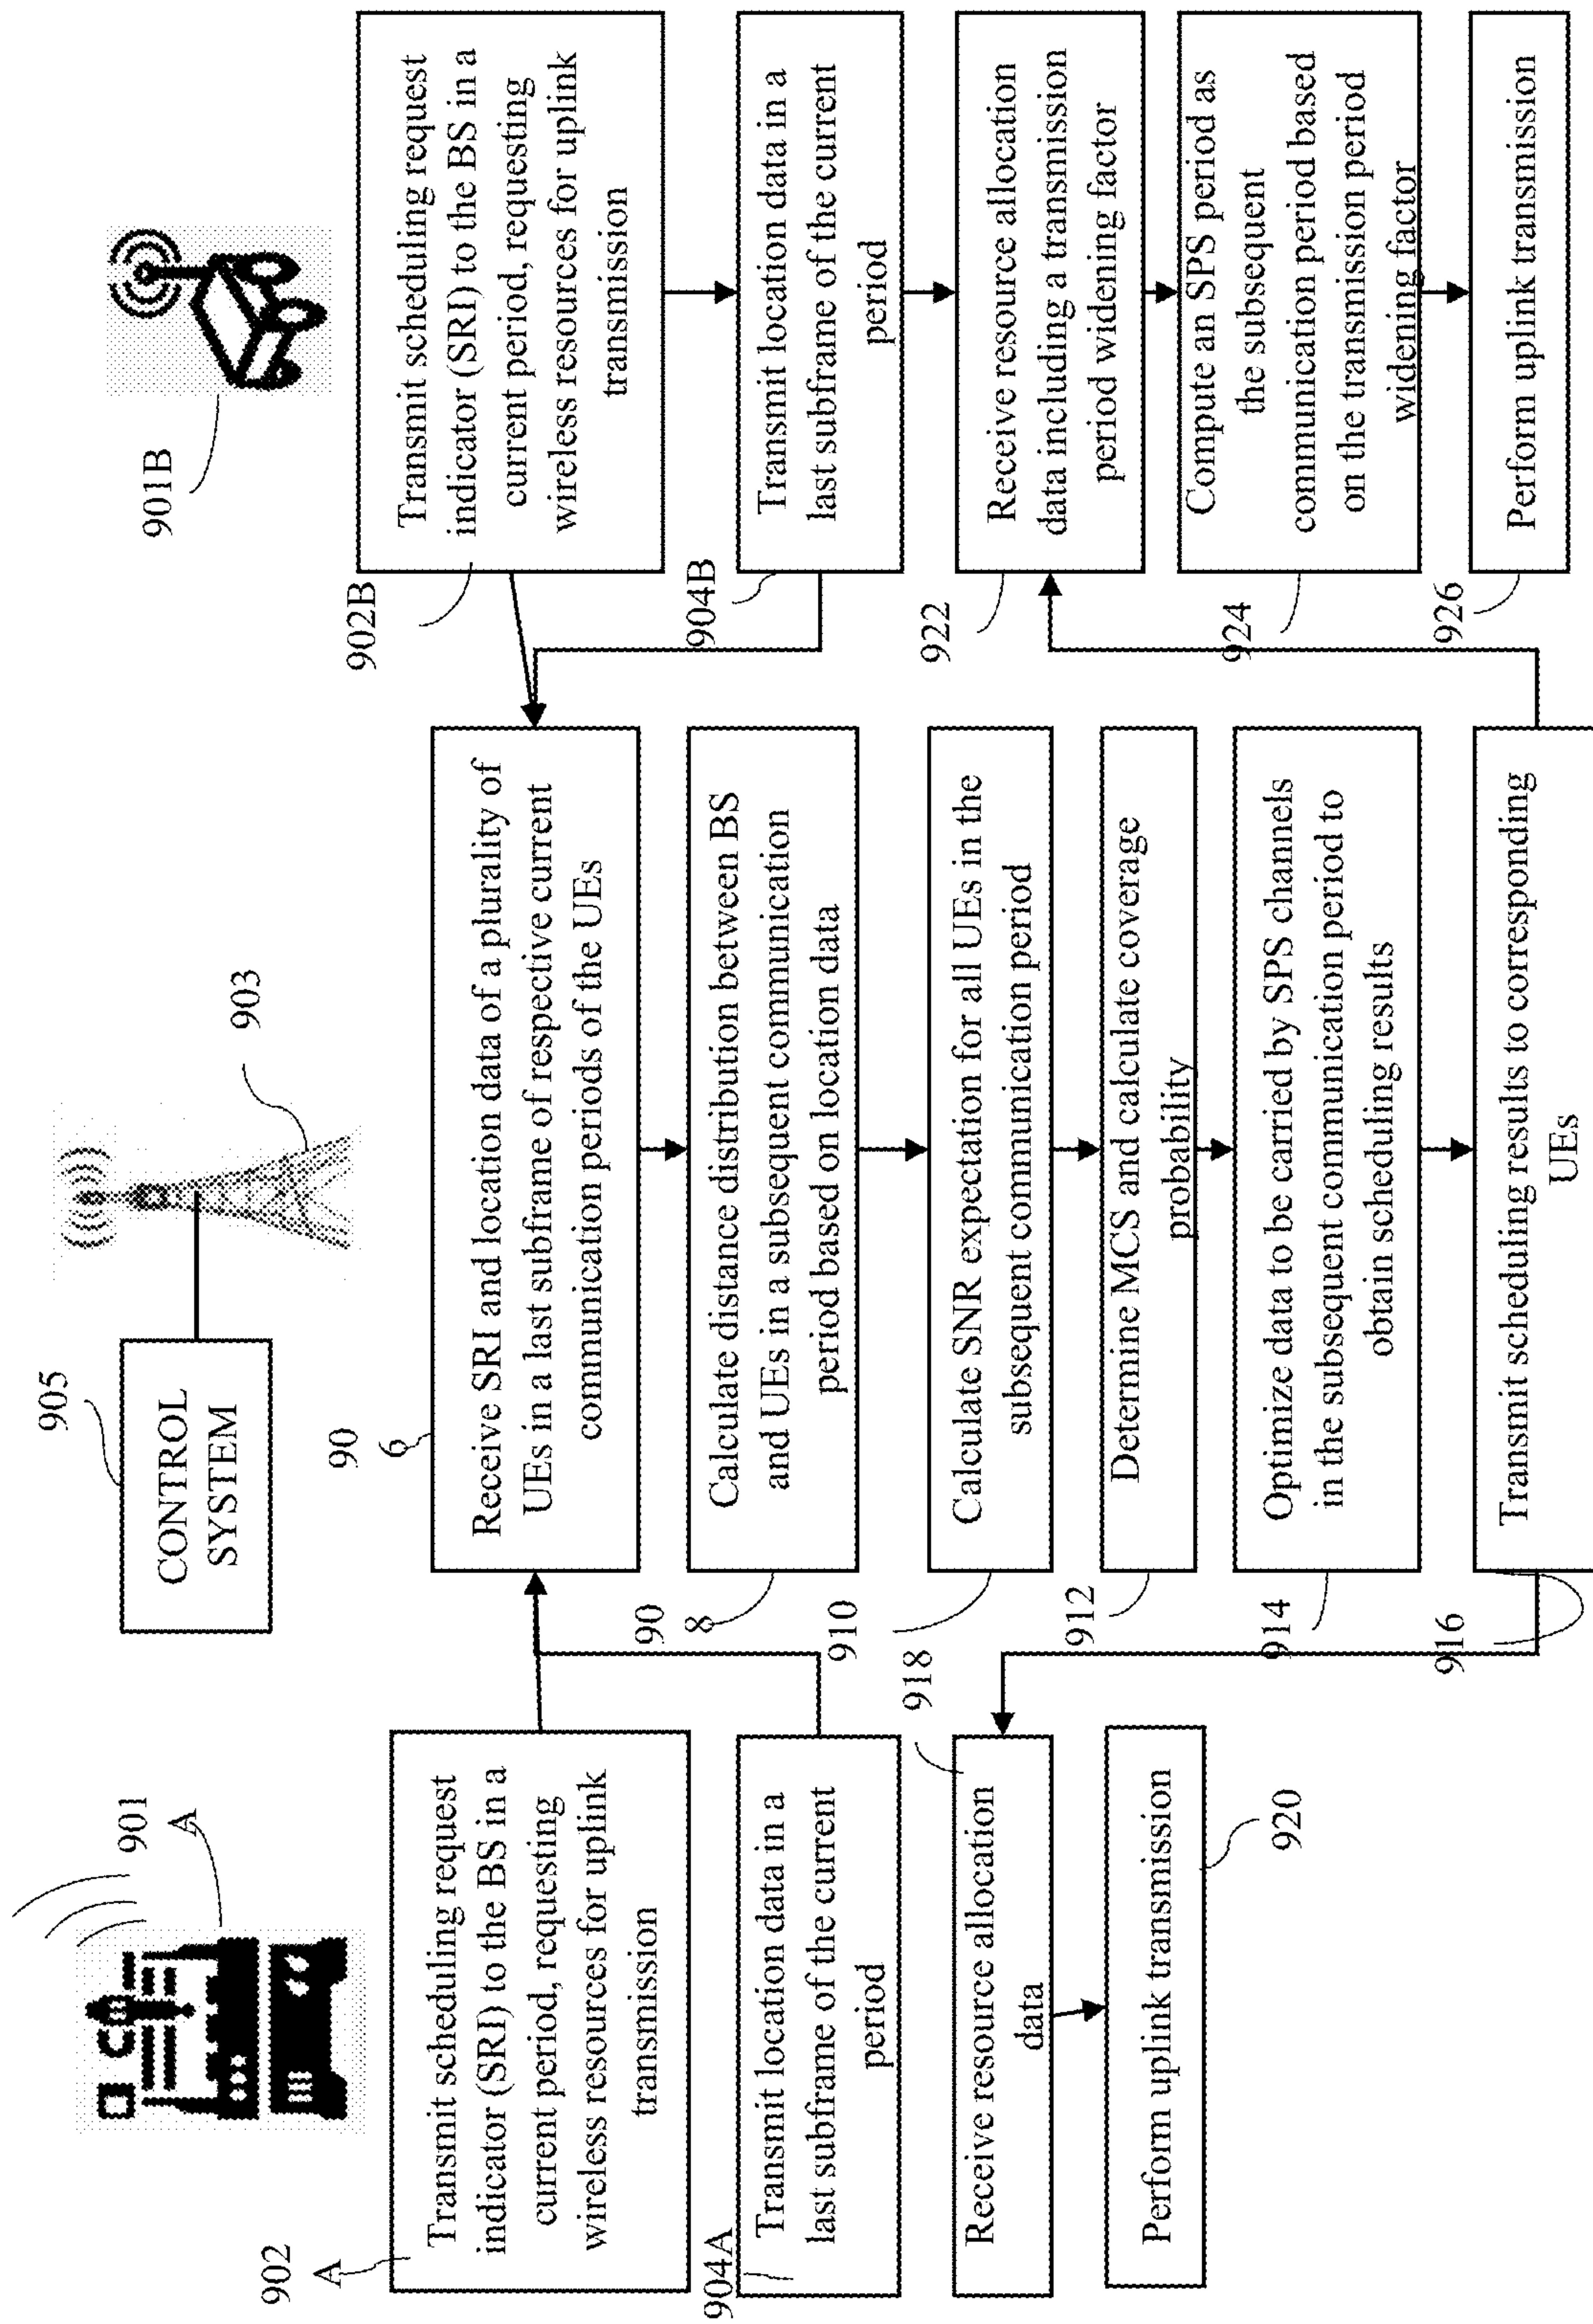 905
CONTROL
SYSTEM
903
901
A
901B
902
A
Transmit scheduling request
indicator (SRI) to the BS in a
current period, requesting
wireless resources for uplink
transmission
904A
Transmit location data in a
last subframe of the current
period
918
Receive resource allocation
data
Perform uplink transmission
920
90
6
Receive SRI and location data of a plurality of
UEs in a last subframe of respective current
communication periods of the UEs
90
8
Calculate distance distribution between BS
and UEs in a subsequent communication
period based on location data
910
Calculate SNR expectation for all UEs in the
subsequent communication period
912
Determine MCS and calculate coverage
probability
914
Optimize data to be carried by SPS channels
in the subsequent communication period to
obtain scheduling results
916
Transmit scheduling results to corresponding
UEs
902B
Transmit scheduling request
indicator (SRI) to the BS in a
current period, requesting
wireless resources for uplink
transmission
904B
Transmit location data in a
last subframe of the current
period
922
Receive resource allocation
data including a transmission
period widening factor
924
Compute an SPS period as
the subsequent
communication period based
on the transmission period
widening factor
926
Perform uplink transmission